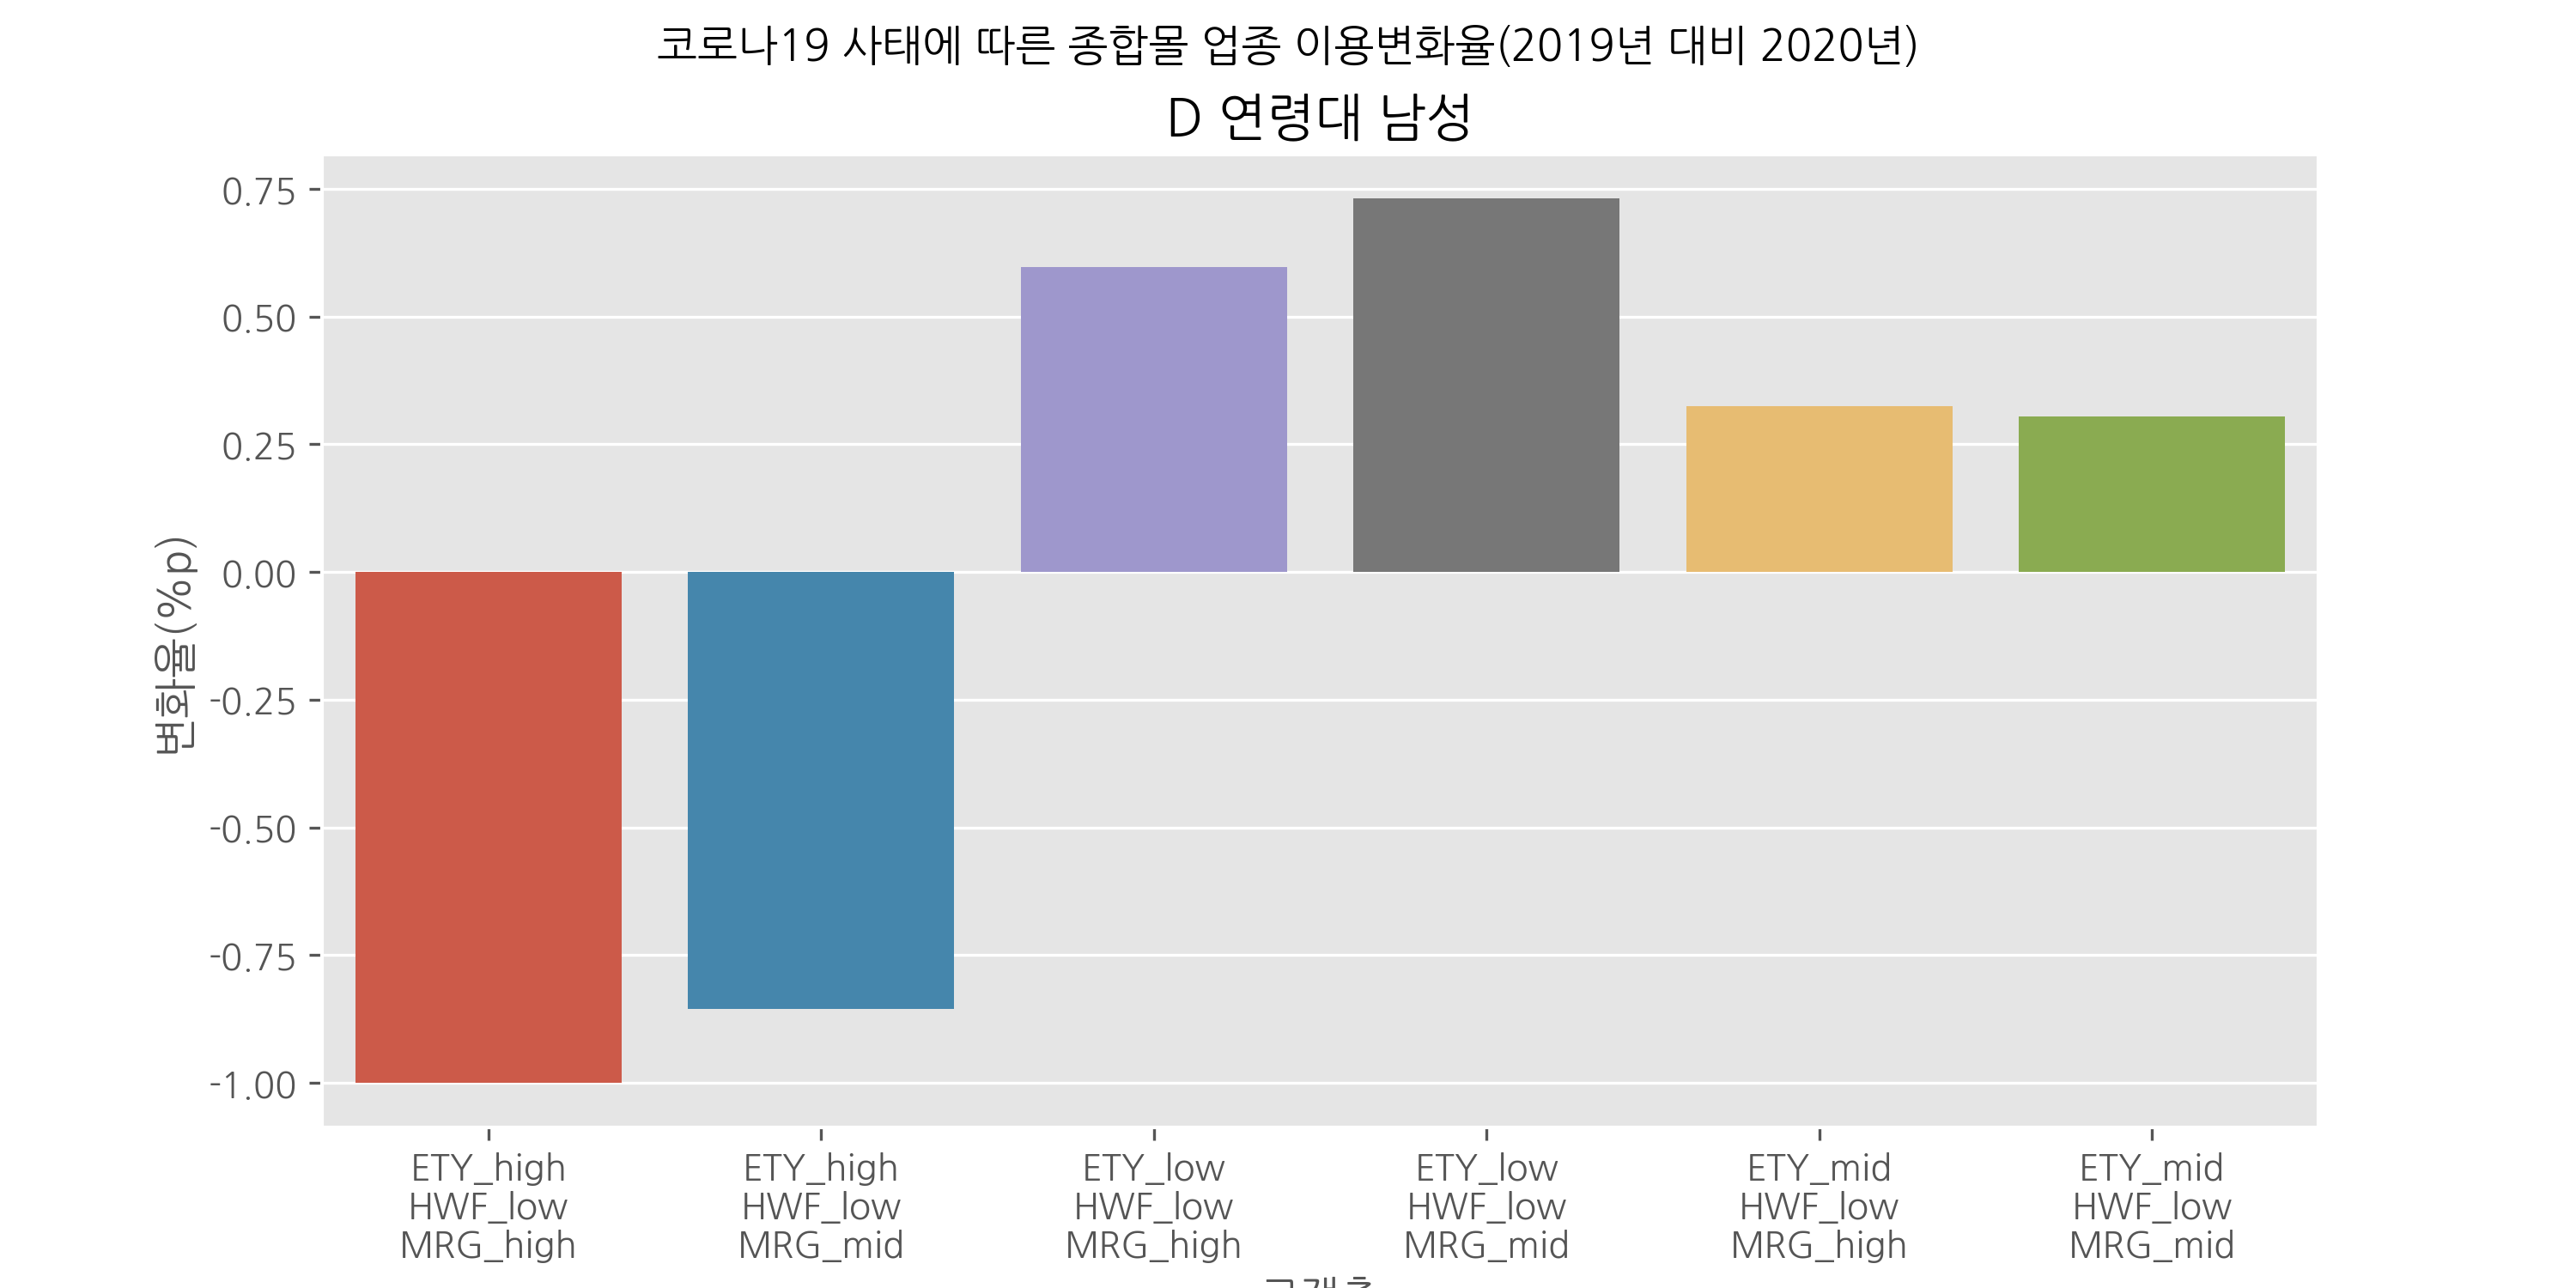 코로나19 사태에 따른 종합몰 업종 이용변화율(2019년 대비 2020년)
D 연령대 남성
변화율(%p)
0.75
0.50
0.25
0.00
-0.25
-0.50
-0.75
-1.00
ETY_high
HWF_low
MRG_high
ETY_high
HWF_low
MRG_mid
ETY_low
HWF_low
MRG_high
ETY_low
HWF_low
MRG_mid
ETY_mid
HWF_low
MRG_high
ETY_mid
HWF_low
MRG_mid